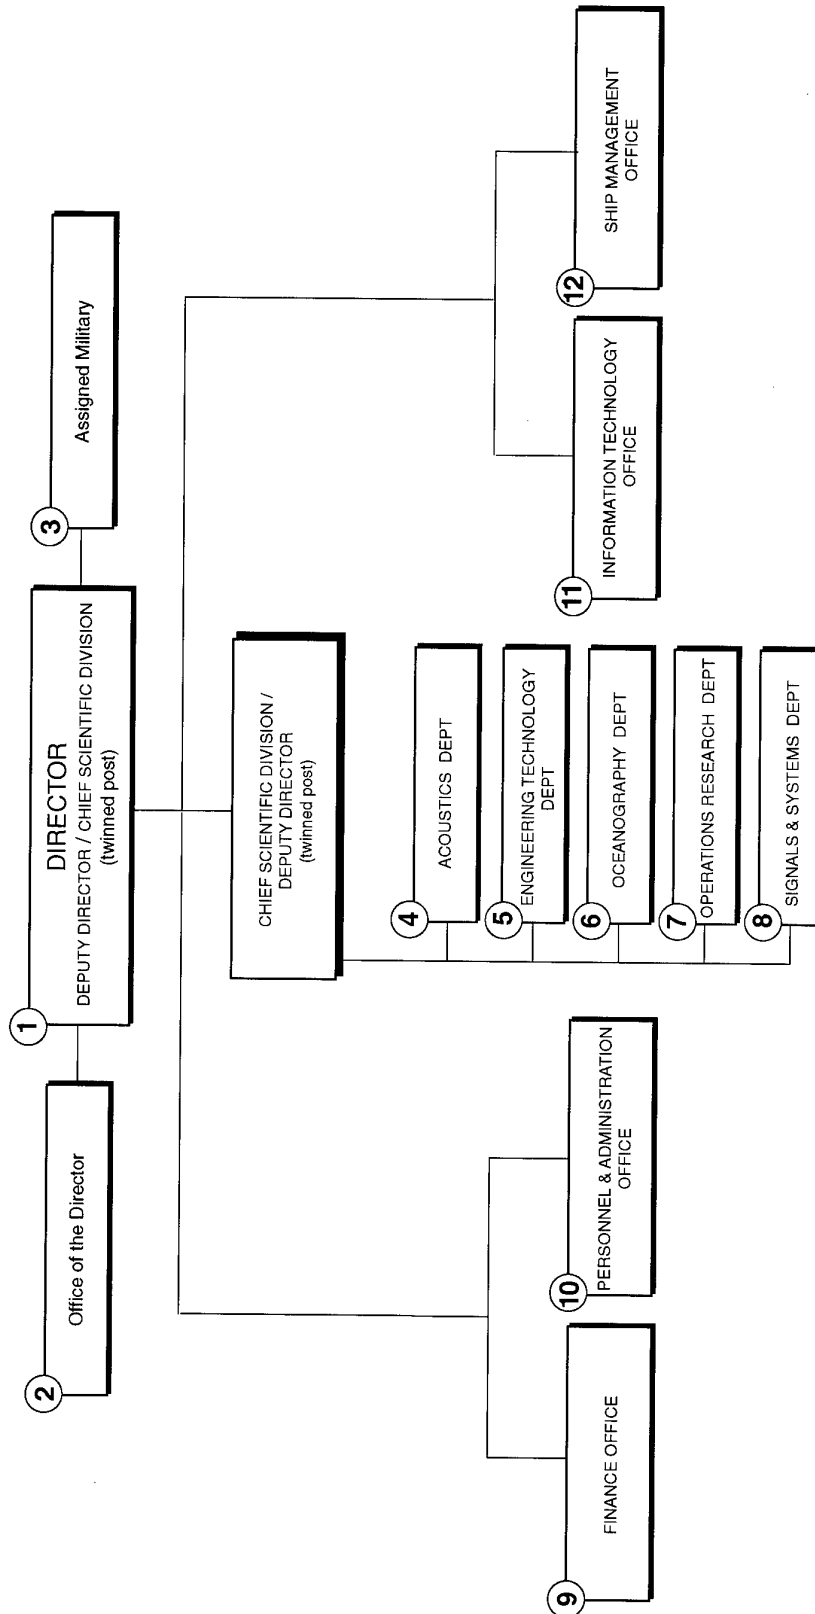 1
DIRECTOR
DEPUTY DIRECTOR / CHIEF SCIENTIFIC DIVISION
(twinned post)
2
Office of the Director
3
Assigned Military
CHIEF SCIENTIFIC DIVISION /
DEPUTY DIRECTOR
(twinned post)
4
ACOUSTICS DEPT
5
ENGINEERING TECHNOLOGY
DEPT
6
OCEANOGRAPHY DEPT
7
OPERATIONS RESEARCH DEPT
8
SIGNALS & SYSTEMS DEPT
9
FINANCE OFFICE
10
PERSONNEL & ADMINISTRATION
OFFICE
11
INFORMATION TECHNOLOGY
OFFICE
12
SHIP MANAGEMENT
OFFICE